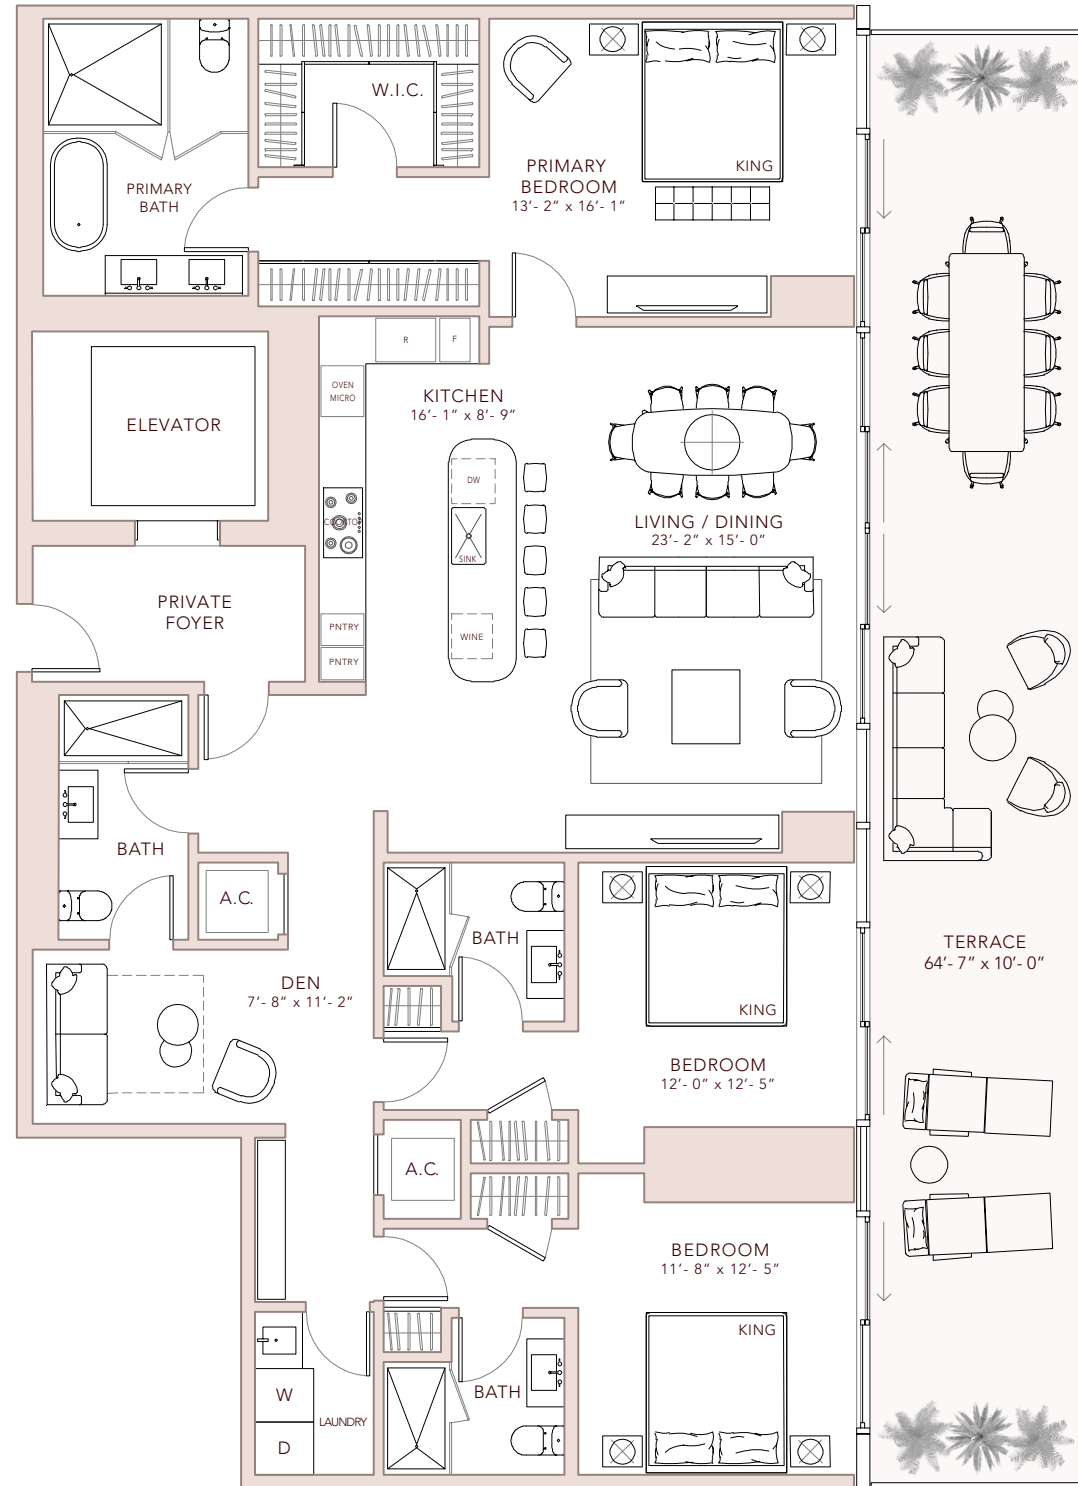 W.I.C.
PRIMARY
BATH
PRIMARY
BEDROOM
13'- 2" x 16'- 1"
KING
R
F
OVEN
MICRO
KITCHEN
16'- 1" x 8'- 9"
ELEVATOR
DW
COOKTOP
SINK
LIVING / DINING
23'- 2" x 15'- 0"
PRIVATE
FOYER
PNTRY
WINE
PNTRY
BATH
A.C.
BATH
TERRACE
64'- 7" x 10'- 0"
DEN
7'- 8" x 11'- 2"
KING
BEDROOM
12'- 0" x 12'- 5"
A.C.
BEDROOM
11'- 8" x 12'- 5"
KING
W
BATH
LAUNDRY
D